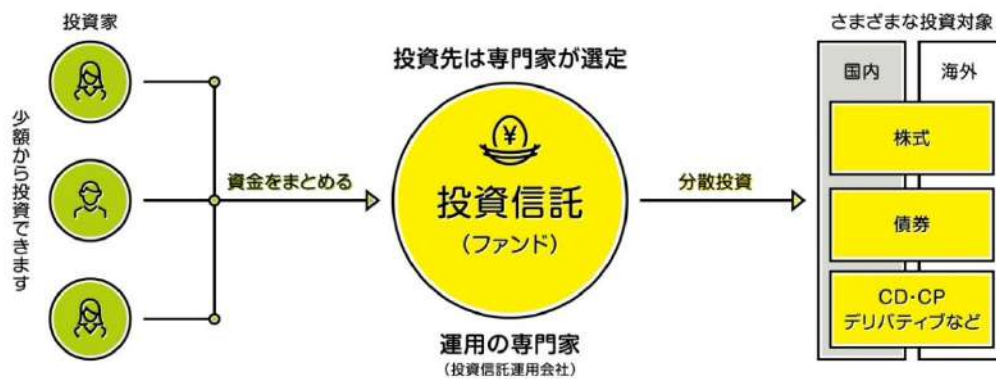 投資家
少額から投資できます
資金をまとめる
投資先は専門家が選定
¥
投資信託
(ファンド)
運用の専門家
(投資信託運用会社)
分散投資
さまざまな投資対象
国内
海外
株式
債券
CD・CP
デリバティブなど